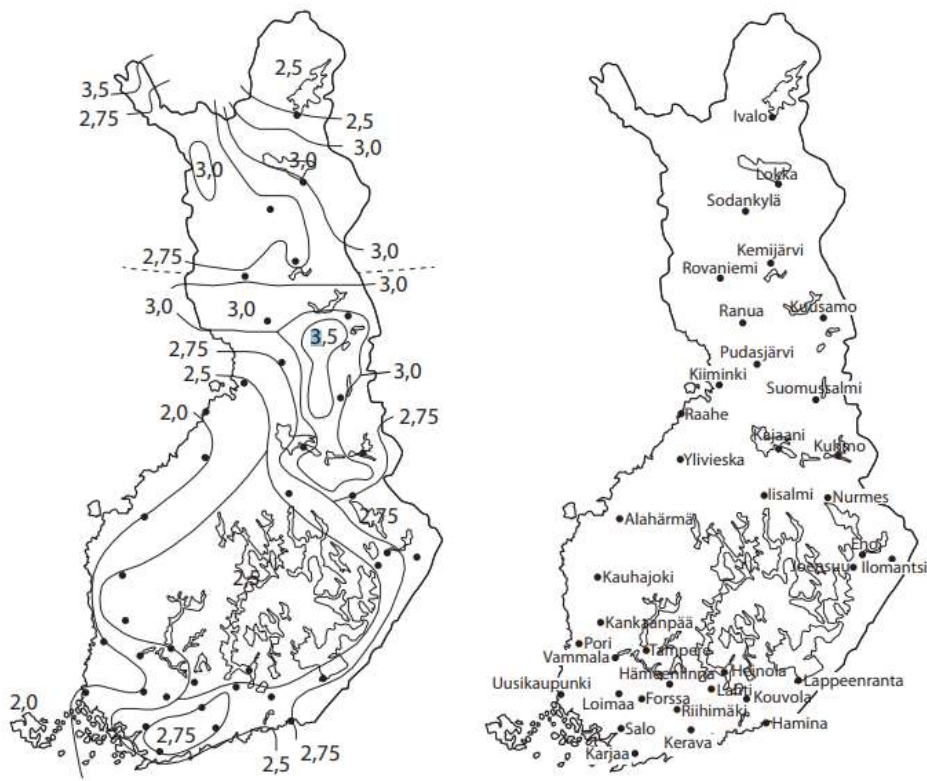 2,5
3,5
2,75
2,5
3,0
3,0
3,0
3,0
2,75
3,0
3,0
3,0
3,5
2,75
2,5
3,0
2,0
2,75
2,75
2,5
2,0
2,75
2,75
2,5
Ivalo
Lokka
Sodankylä
Kemijärvi
Rovaniemi
Ranua
Kuusamo
Pudasjärvi
Kiiminki
Suomussalmi
Raahe
Kajaani
Kuhmo
Ylivieska
Iisalmi
Nurmes
Alahärmä
Eno
Joensuu
Ilomantsi
Kauhajoki
Kankaanpää
Pori
Tampere
Vammala
Hämeenlinna
Heinola
Uusikaupunki
Lahti
Lappeenranta
Loimaa
Forssa
Kouvola
Riihimäki
Salo
Hamina
Kerava
Karjaa